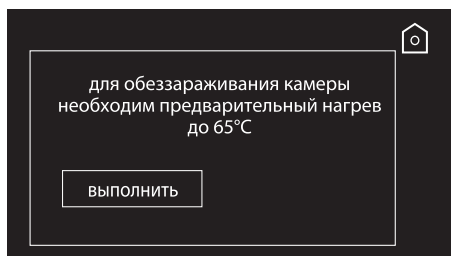 для обеззараживания камеры
необходим предварительный нагрев
до 65°C
выполнить